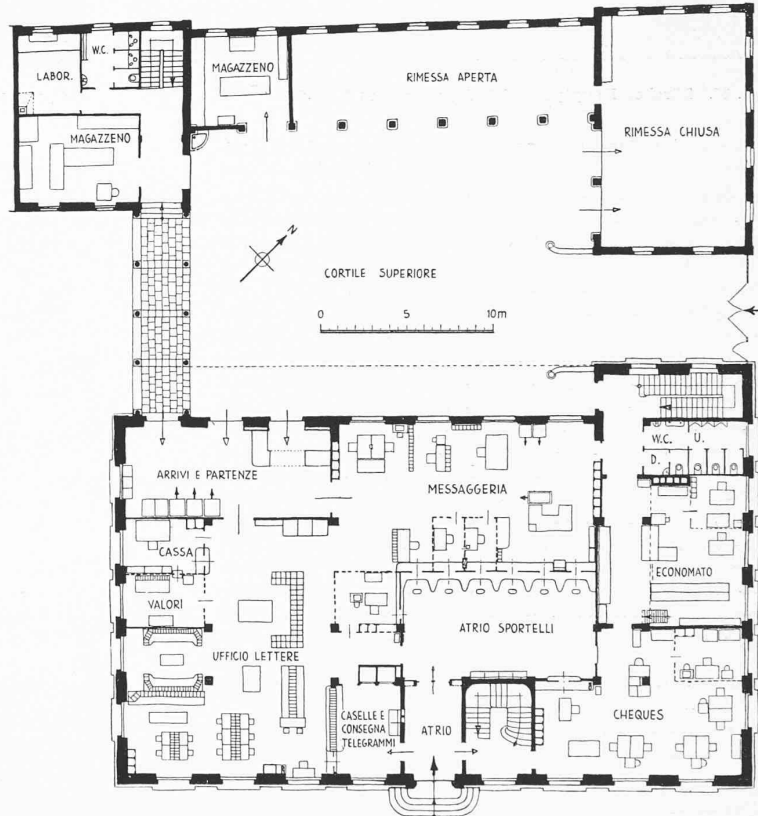 W.C.
LABOR.
MAGAZZENO
RIMESSA APERTA
MAGAZZENO
RIMESSA CHIUSA
N
CORTILE SUPERIORE
0 5 10m
W.C. U.
D.
ARRIVI E PARTENZE
MESSAGGERIA
CASSA
ECONOMATO
VALORI
ATRIO SPORTELLI
UFFICIO LETTERE
CASELLE E
CONSEGNA
TELEGRAMMI
ATRIO
CHEQUES